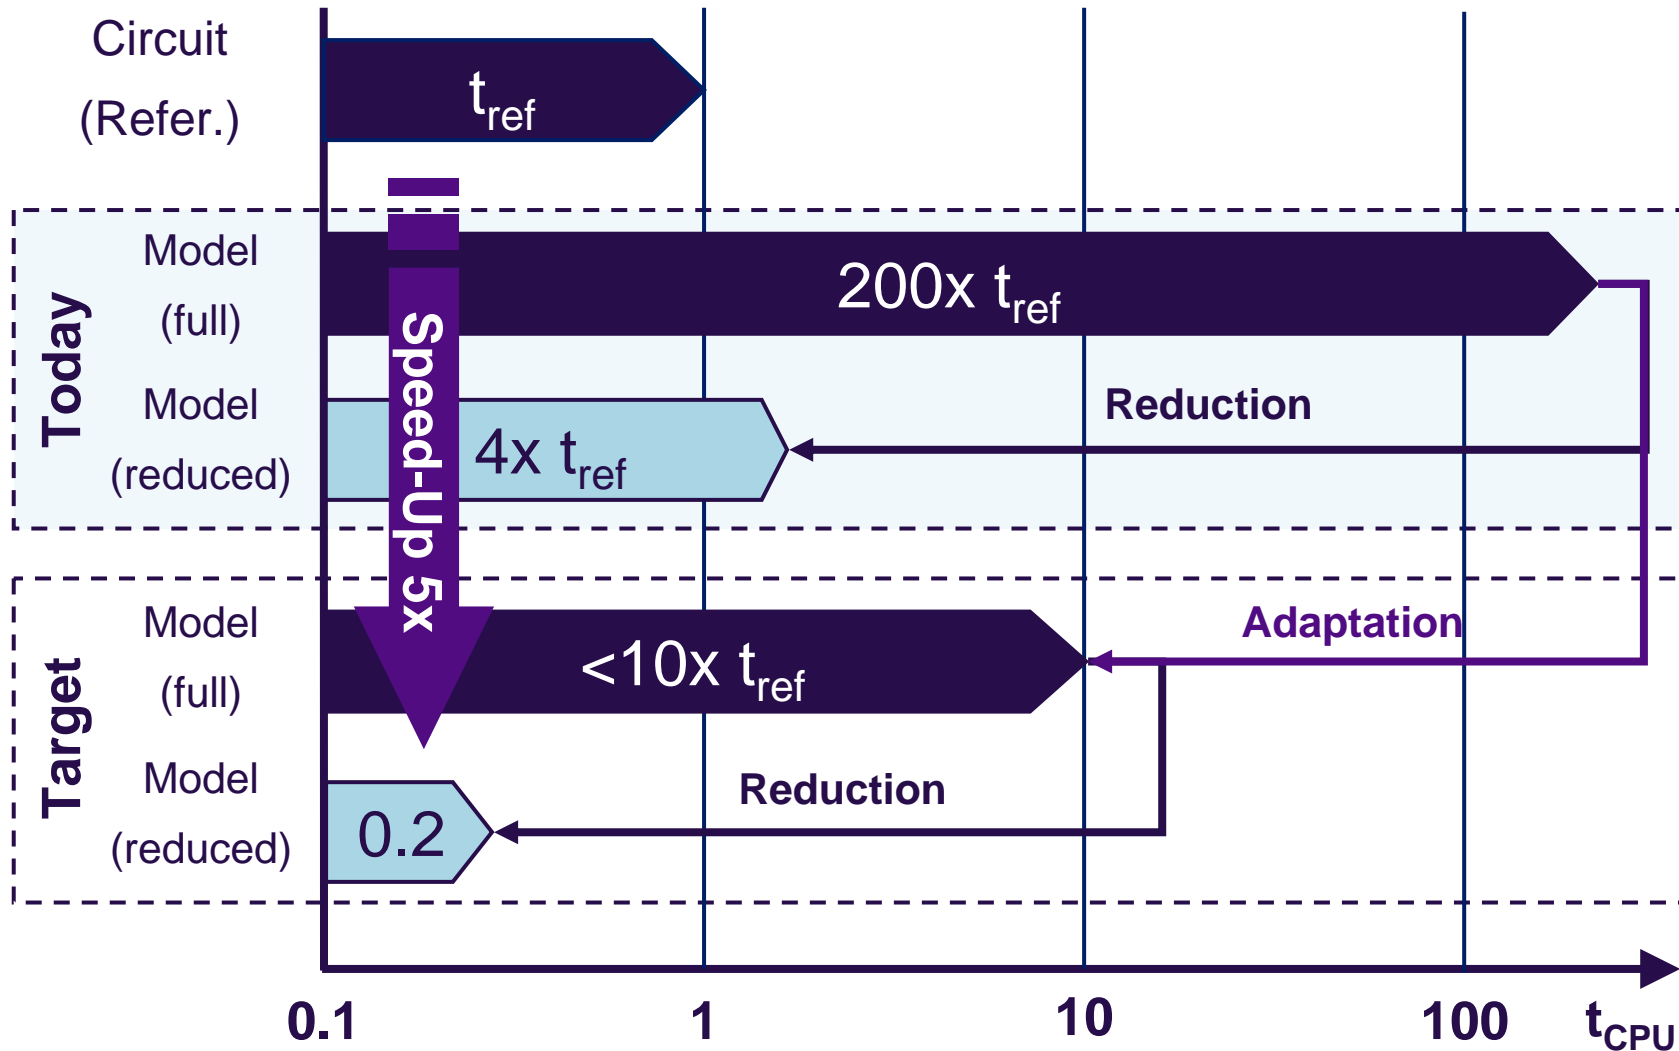 Circuit
(Refer.)
tref
Today
Model
(full)
200x tref
Model
(reduced)
4x tref
Reduction
Speed-Up 5x
Target
Model
(full)
<10x tref
Adaptation
Model
(reduced)
0.2
Reduction
0.1 1 10 100 tCPU